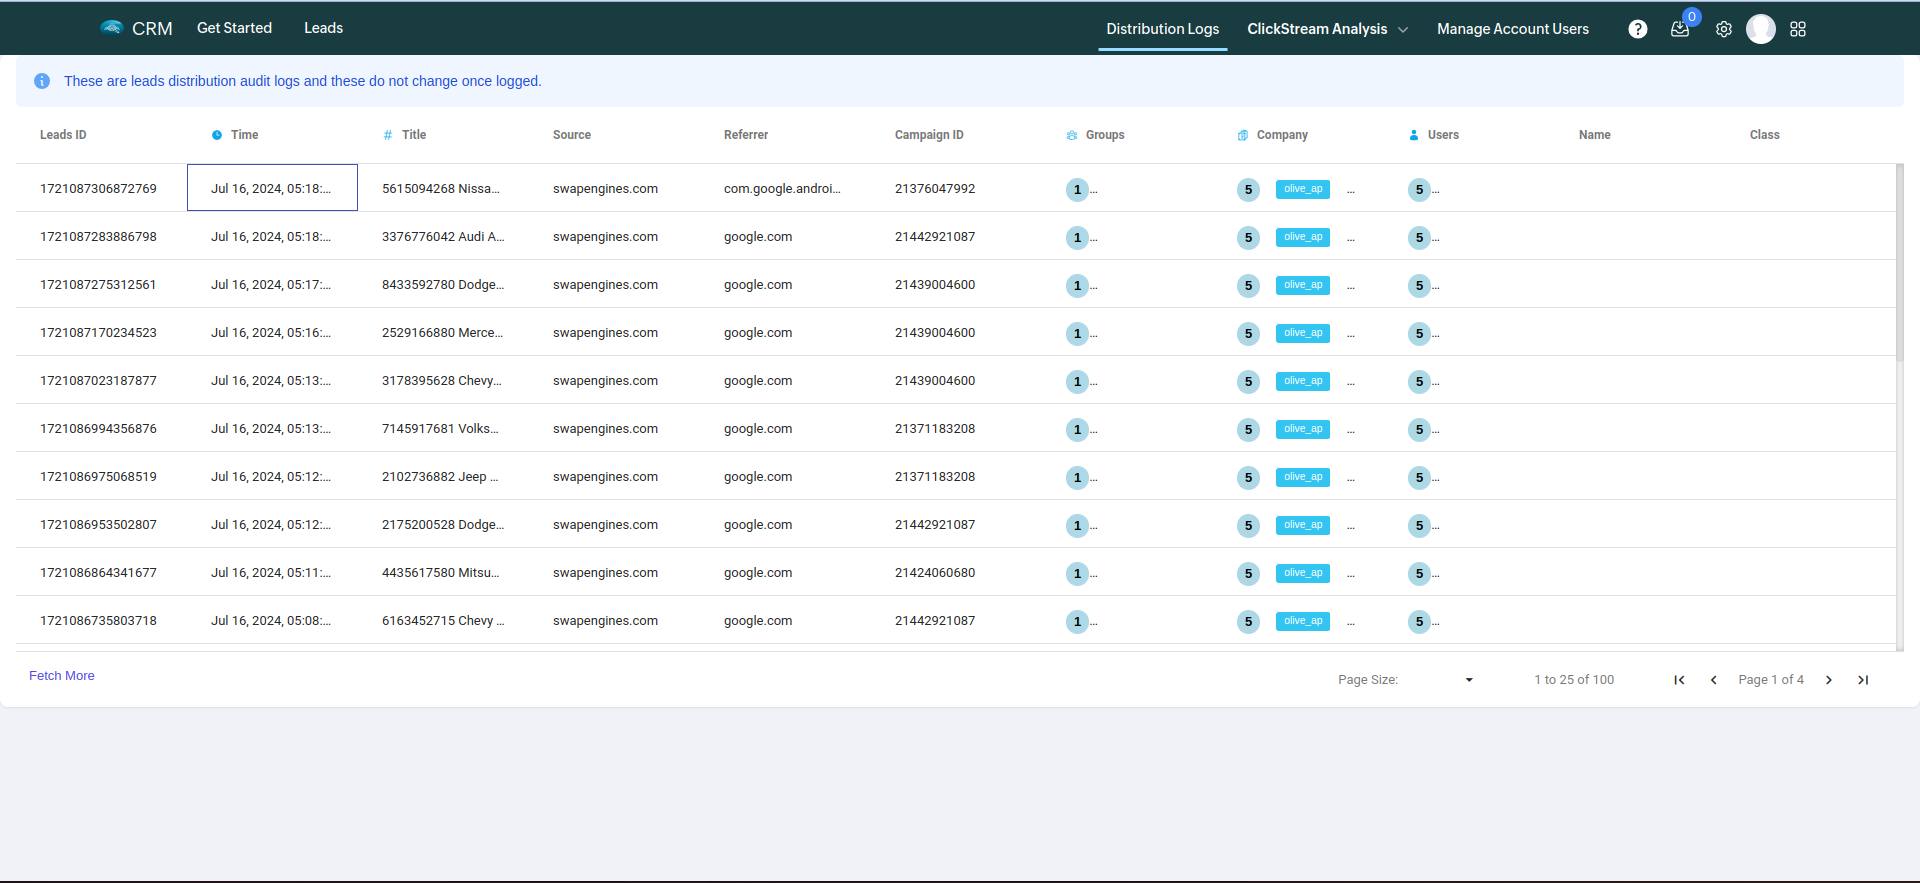 CRM Get Started Leads Distribution Logs ClickStream Analysis Manage Account Users ? 0
These are leads distribution audit logs and these do not change once logged.
Leads ID Time # Title Source Referrer Campaign ID Groups Company Users Name Class
1721087306872769 Jul 16, 2024, 05:18:... 5615094268 Nissa... swapengines.com com.google.androi... 21376047992 1 ... 5 olive_ap ... 5 ...
1721087283886798 Jul 16, 2024, 05:18:... 3376776042 Audi A... swapengines.com google.com 21442921087 1 ... 5 olive_ap ... 5 ...
1721087275312561 Jul 16, 2024, 05:17:... 8433592780 Dodge... swapengines.com google.com 21439004600 1 ... 5 olive_ap ... 5 ...
1721087170234523 Jul 16, 2024, 05:16:... 2529166880 Merce... swapengines.com google.com 21439004600 1 ... 5 olive_ap ... 5 ...
1721087023187877 Jul 16, 2024, 05:13:... 3178395628 Chevy... swapengines.com google.com 21439004600 1 ... 5 olive_ap ... 5 ...
1721086994356876 Jul 16, 2024, 05:13:... 7145917681 Volks... swapengines.com google.com 21371183208 1 ... 5 olive_ap ... 5 ...
1721086975068519 Jul 16, 2024, 05:12:... 2102736882 Jeep ... swapengines.com google.com 21371183208 1 ... 5 olive_ap ... 5 ...
1721086953502807 Jul 16, 2024, 05:12:... 2175200528 Dodge... swapengines.com google.com 21442921087 1 ... 5 olive_ap ... 5 ...
1721086864341677 Jul 16, 2024, 05:11:... 4435617580 Mitsu... swapengines.com google.com 21424060680 1 ... 5 olive_ap ... 5 ...
1721086735803718 Jul 16, 2024, 05:08:... 6163452715 Chevy ... swapengines.com google.com 21442921087 1 ... 5 olive_ap ... 5 ...
Fetch More Page Size: 1 to 25 of 100 Page 1 of 4